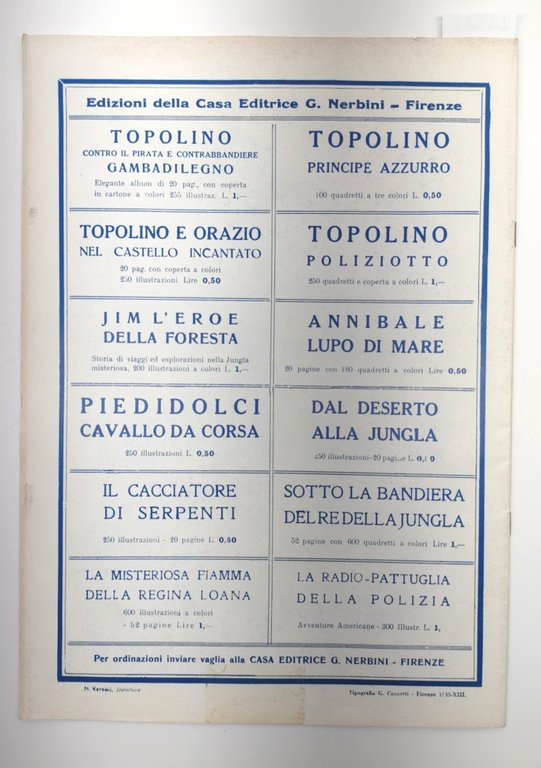 Edizioni della Casa Editrice G. Nerbini - Firenze
TOPOLINO
CONTRO IL PIRATA E CONTRABBANDIERE
GAMBADILEGNO
Elegante album di 20 pag., con coperta
in cartone a colori 255 illustraz. L. 1,—
TOPOLINO
PRINCIPE AZZURRO
100 quadretti a tre colori L. 0,50
TOPOLINO E ORAZIO
NEL CASTELLO INCANTATO
20 pag. con coperta a colori
250 illustrazioni Lire 0,50
TOPOLINO
POLIZIOTTO
250 quadretti e coperta a colori L. 1,—
JIM L'EROE
DELLA FORESTA
Storia di viaggi ed esplorazioni nella Jungla
misteriosa, 200 illustrazioni a colori L. 1,—
ANNIBALE
LUPO DI MARE
20 pagine con 180 quadretti a colori Lire 0,50
PIEDIDOLCI
CAVALLO DA CORSA
250 illustrazioni L. 0,50
DAL DESERTO
ALLA JUNGLA
illustrazioni-20 L.
IL CACCIATORE
DI SERPENTI
250 illustrazioni - 20 pagine L. 0,50
SOTTO LA BANDIERA
DEL RE DELLA JUNGLA
52 pagine con 600 quadretti a colori Lire 1,—
LA MISTERIOSA FIAMMA
DELLA REGINA LOANA
600 illustrazioni a colori
- 52 pagine Lire 1,—
LA RADIO-PATTUGLIA
DELLA POLIZIA
Avventure Americane - 300 Illustr. L. 1,
Per ordinazioni inviare vaglia alla CASA EDITRICE G. NERBINI - FIRENZE
M. Nerbini, Direttore
Tipografia G. - Firenze